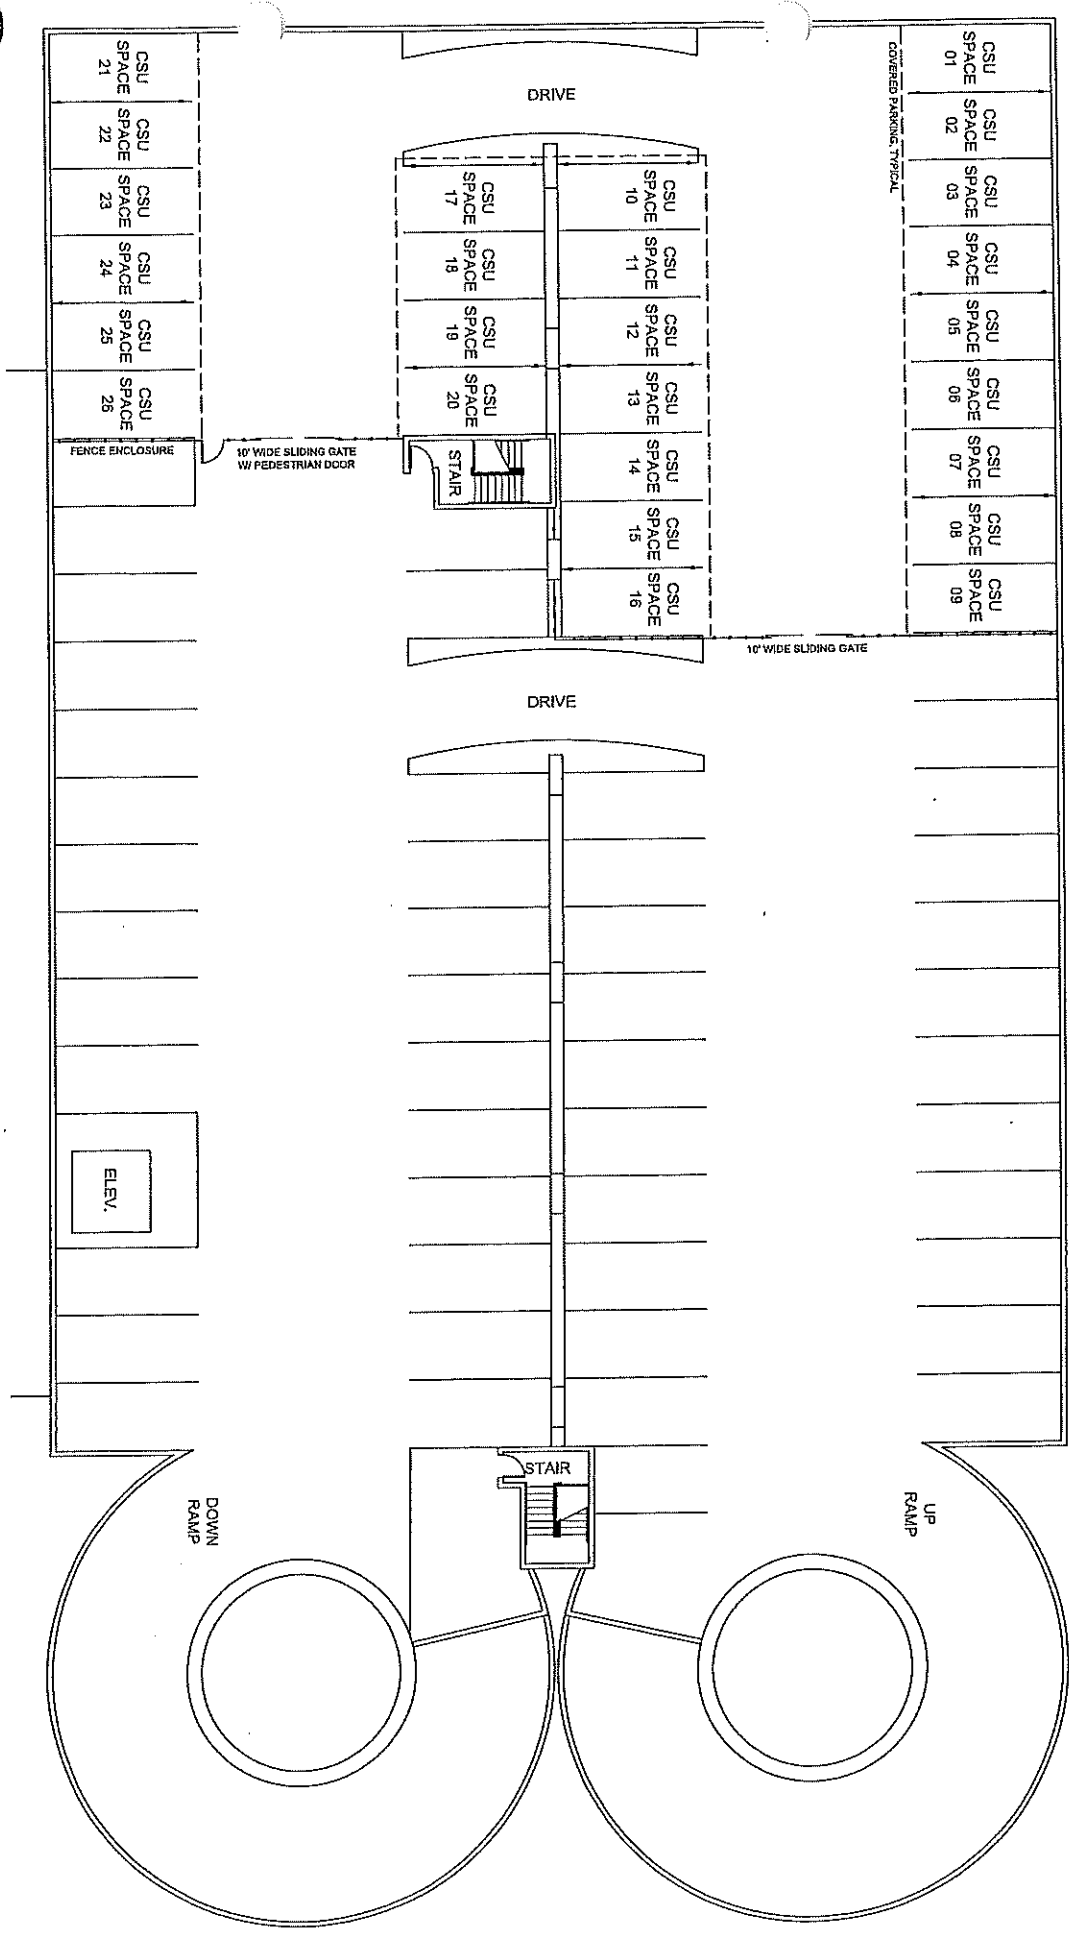 DRIVE
COVERED PARKING, TYPICAL
CSU
SPACE
01
CSU
SPACE
02
CSU
SPACE
03
CSU
SPACE
04
CSU
SPACE
05
CSU
SPACE
06
CSU
SPACE
07
CSU
SPACE
08
CSU
SPACE
09
CSU
SPACE
10
CSU
SPACE
11
CSU
SPACE
12
CSU
SPACE
13
CSU
SPACE
14
CSU
SPACE
15
CSU
SPACE
16
CSU
SPACE
17
CSU
SPACE
18
CSU
SPACE
19
CSU
SPACE
20
CSU
SPACE
21
CSU
SPACE
22
CSU
SPACE
23
CSU
SPACE
24
CSU
SPACE
25
CSU
SPACE
26
FENCE ENCLOSURE
10' WIDE SLIDING GATE
W/ PEDESTRIAN DOOR
STAIR
10' WIDE SLIDING GATE
DRIVE
ELEV.
STAIR
DOWN
RAMP
UP
RAMP